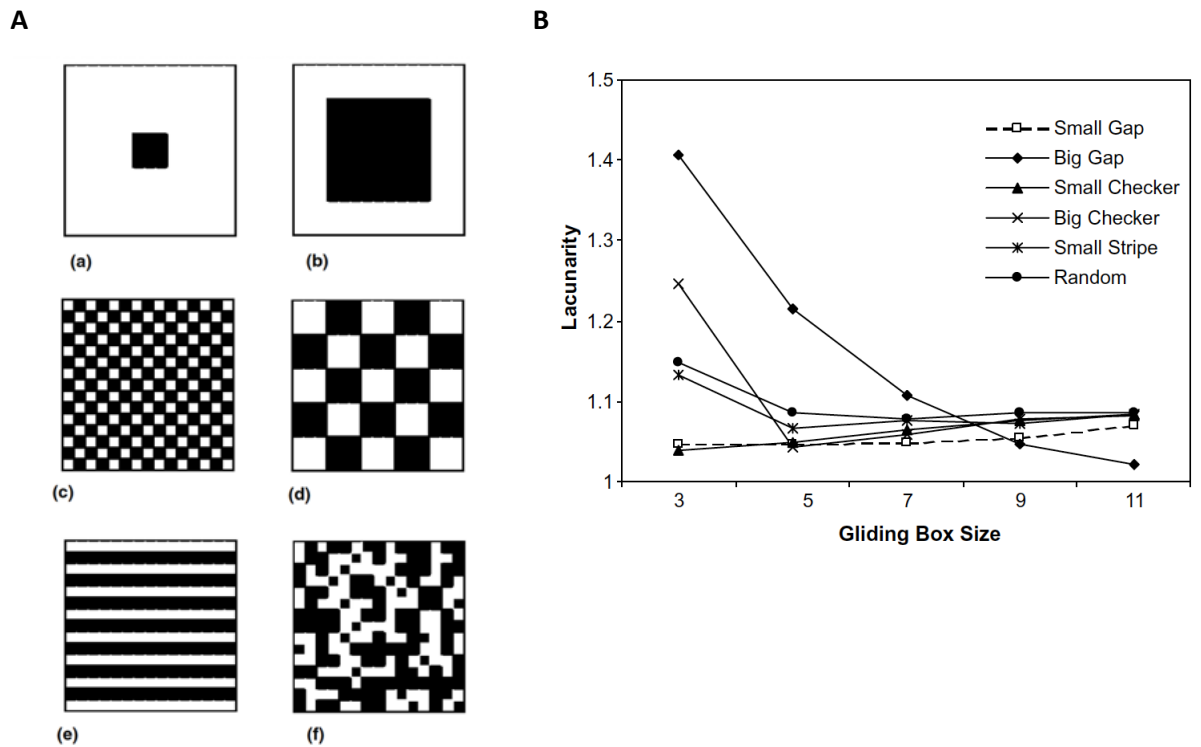 A
B
(a)
(b)
(c)
(d)
(e)
(f)
1.5
1.4
1.3
1.2
1.1
1
Lacunarity
3
5
7
9
11
Gliding Box Size
Small Gap
Big Gap
Small Checker
Big Checker
Small Stripe
Random